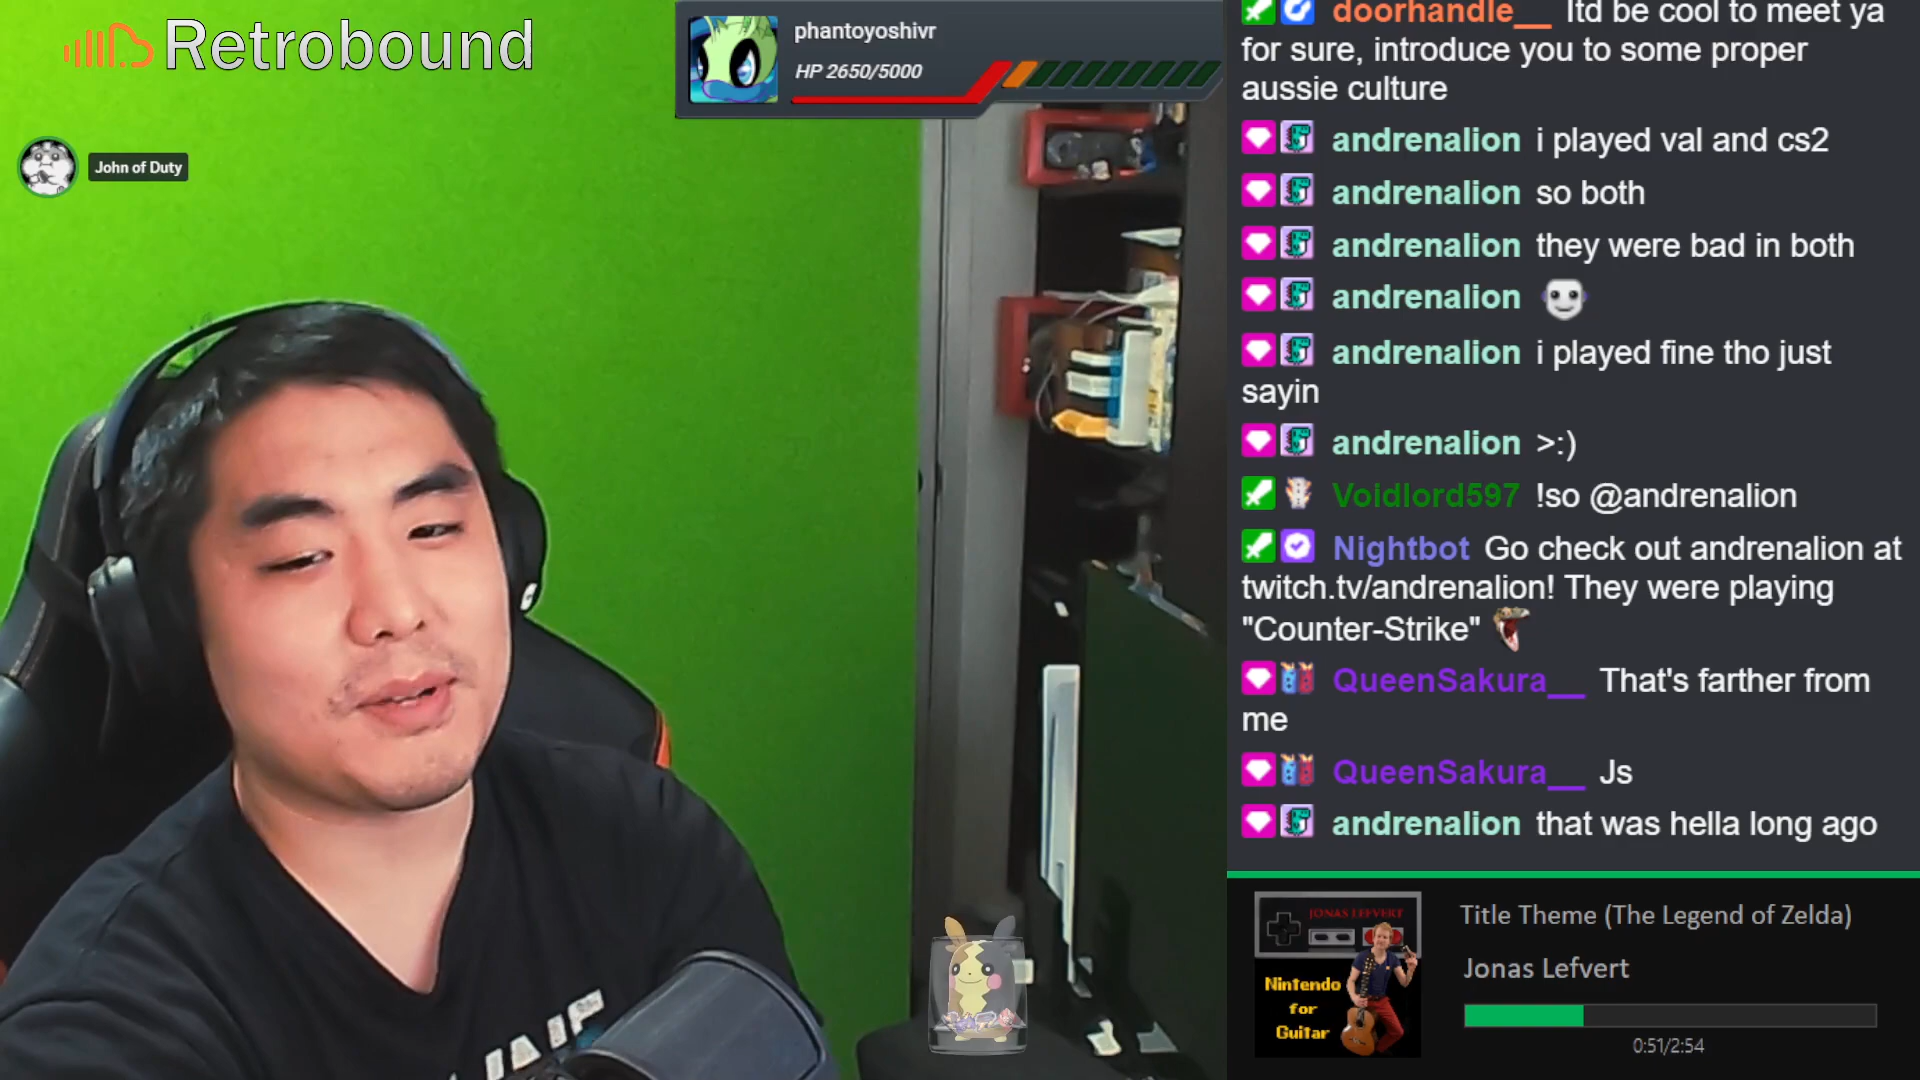 Retrobound
phantoyoshivr
HP 2650/5000
John of Duty
doorhandle__ Itd be cool to meet ya
for sure, introduce you to some proper
aussie culture
andrenalion i played val and cs2
andrenalion so both
andrenalion they were bad in both
andrenalion
andrenalion i played fine tho just
sayin
andrenalion >:)
Voidlord597 !so @andrenalion
Nightbot Go check out andrenalion at
twitch.tv/andrenalion! They were playing
"Counter-Strike"
QueenSakura__ That's farther from
me
QueenSakura__ Js
andrenalion that was hella long ago
JONAS LEFVERT
Nintendo
for
Guitar
Title Theme (The Legend of Zelda)
Jonas Lefvert
0:51/2:54